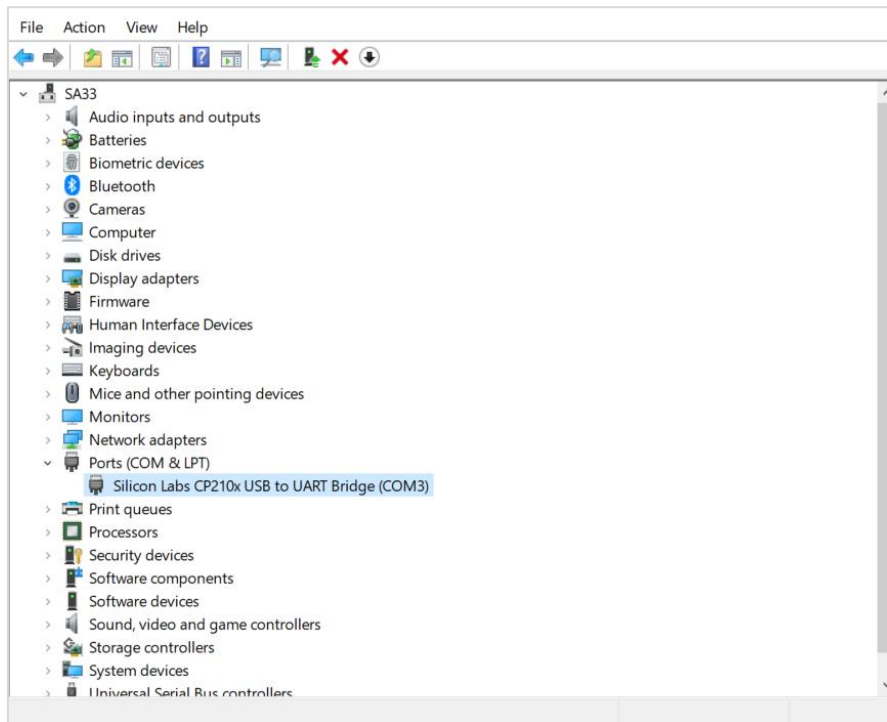 File Action View Help
SA33
Audio inputs and outputs
Batteries
Biometric devices
Bluetooth
Cameras
Computer
Disk drives
Display adapters
Firmware
Human Interface Devices
Imaging devices
Keyboards
Mice and other pointing devices
Monitors
Network adapters
Ports (COM & LPT)
Silicon Labs CP210x USB to UART Bridge (COM3)
Print queues
Processors
Security devices
Software components
Software devices
Sound, video and game controllers
Storage controllers
System devices
Universal Serial Bus controllers